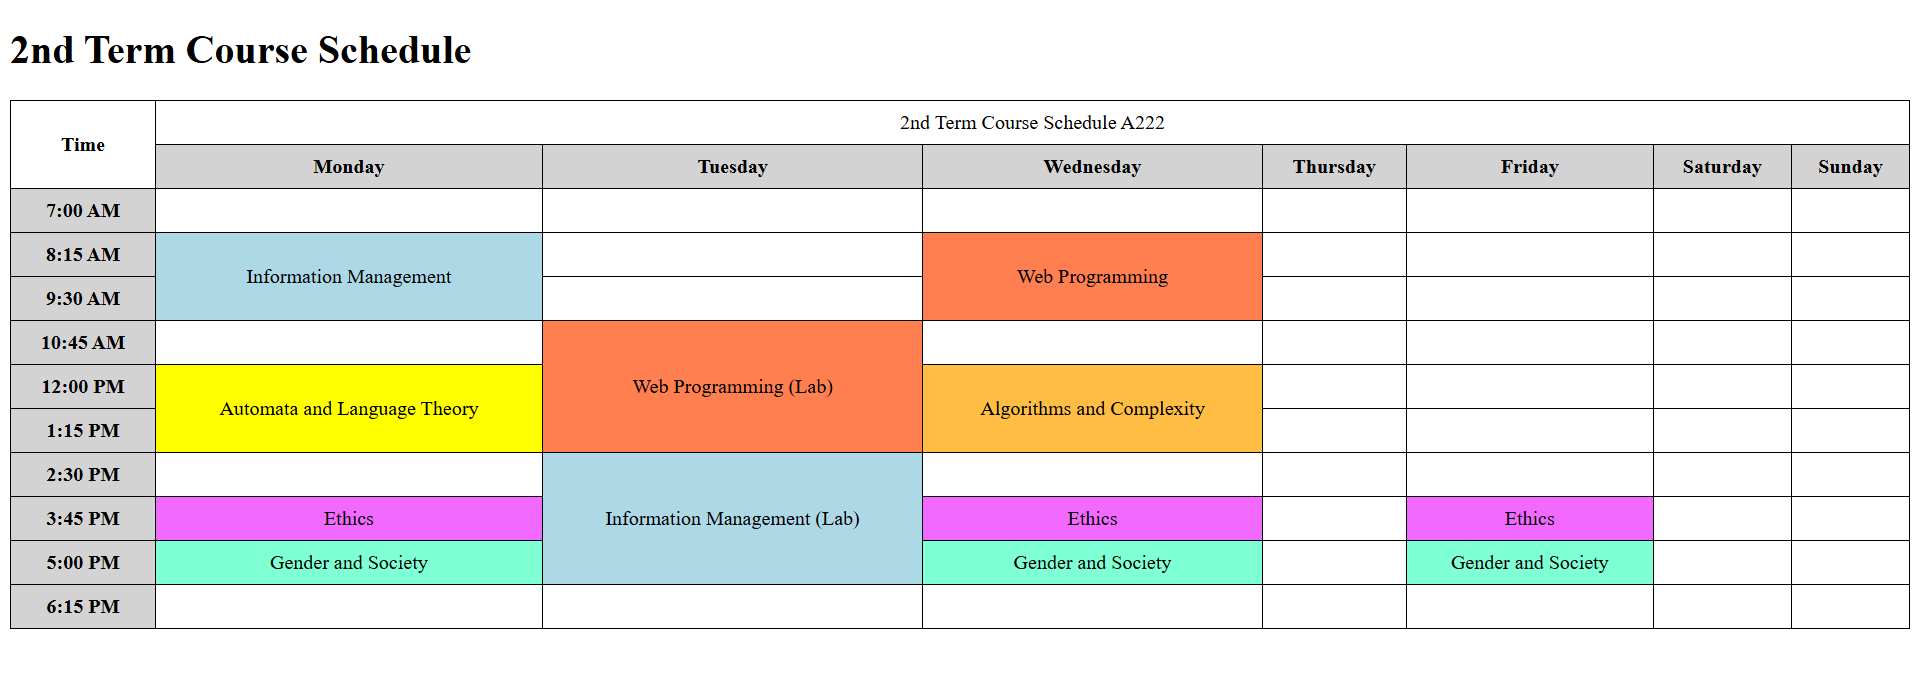 2nd Term Course Schedule
Time
2nd Term Course Schedule A222
Monday Tuesday Wednesday Thursday Friday Saturday Sunday
7:00 AM
8:15 AM
Information Management Web Programming
9:30 AM
10:45 AM
12:00 PM Web Programming (Lab)
Automata and Language Theory Algorithms and Complexity
1:15 PM
2:30 PM
3:45 PM Ethics Information Management (Lab) Ethics Ethics
5:00 PM Gender and Society Gender and Society Gender and Society
6:15 PM